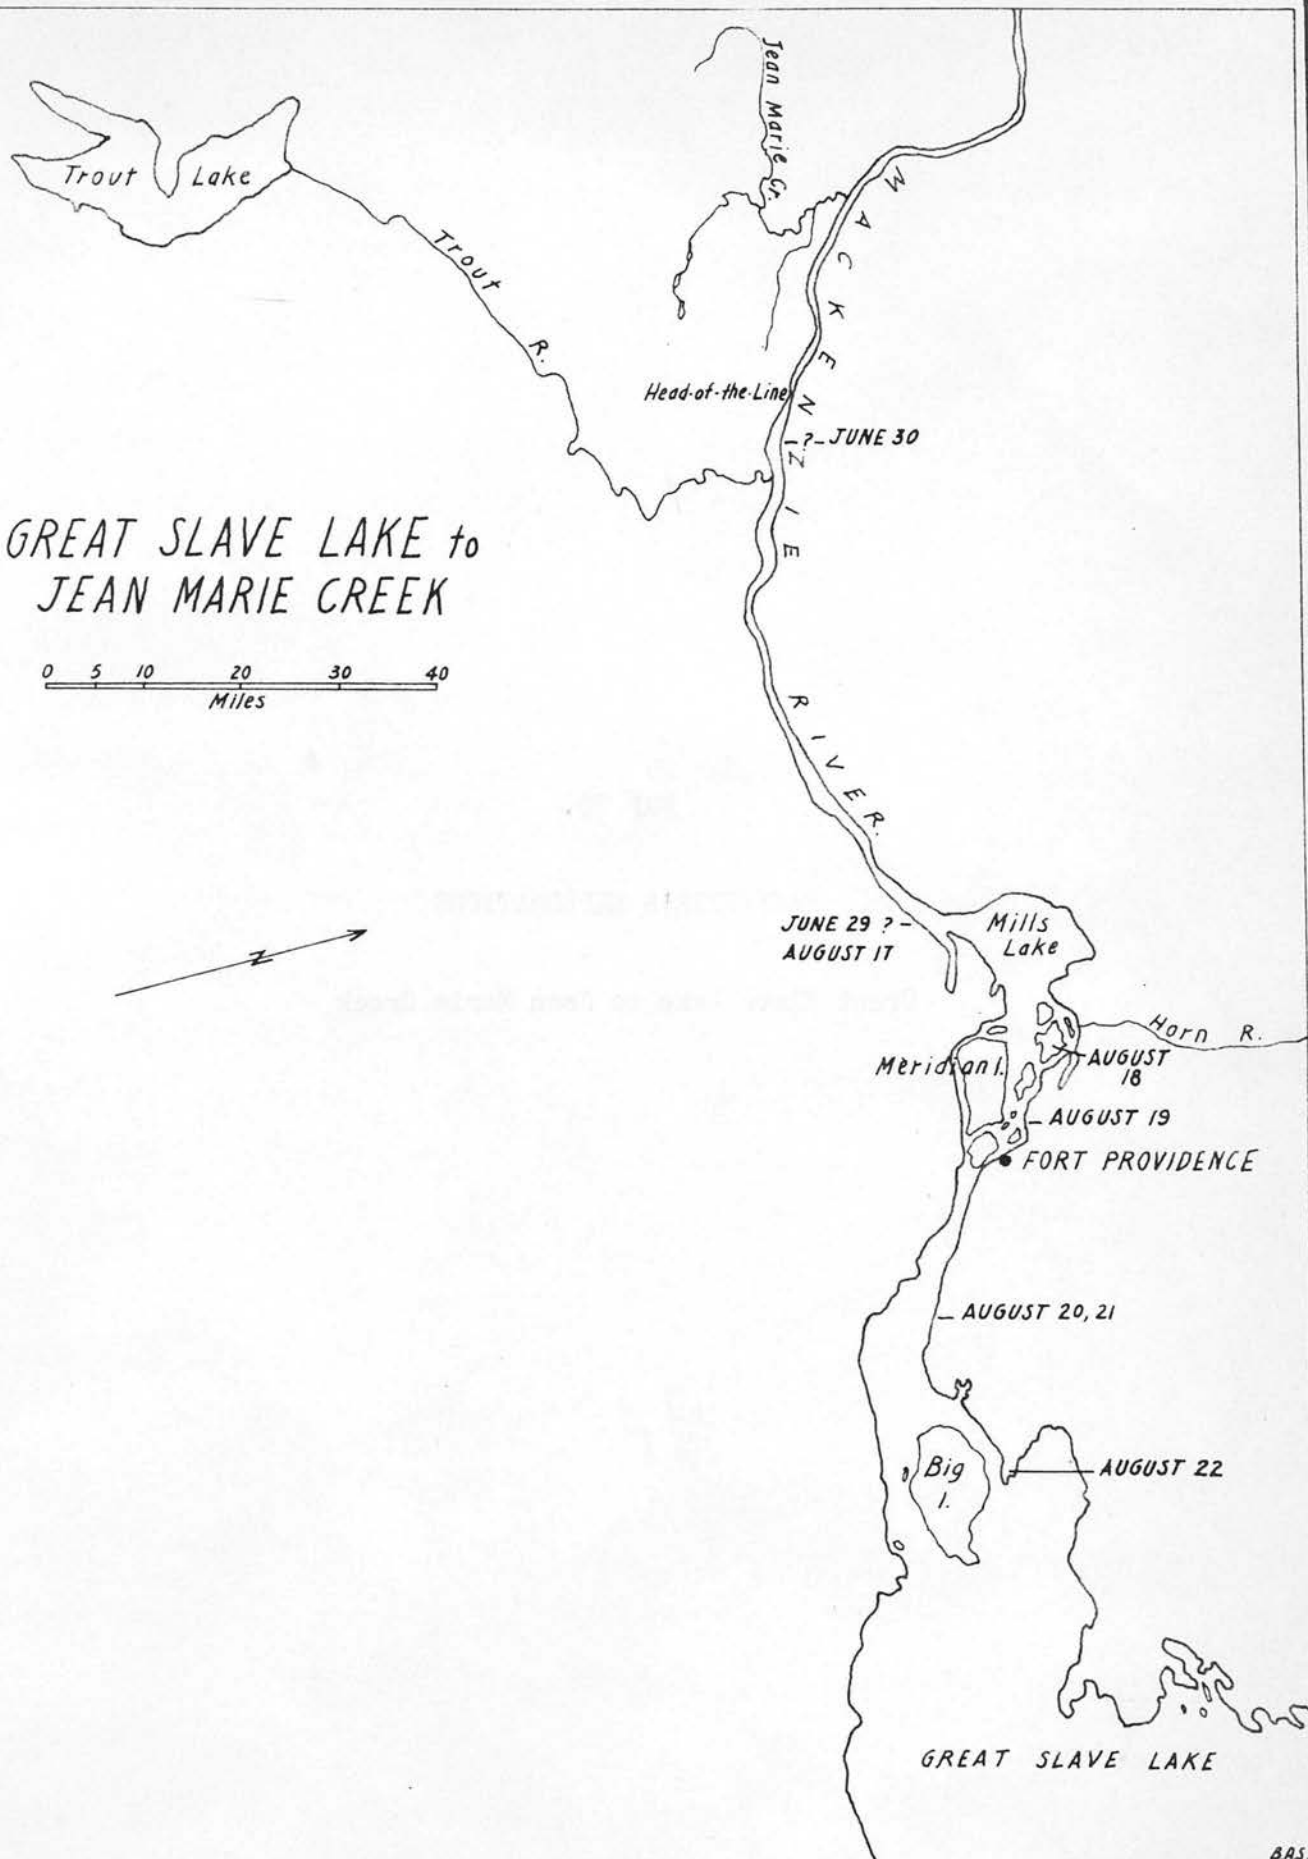 Jean Marie Cr.
Trout Lake
Trout R.
MACKENZIE RIVER.
Head-of-the-Line
? JUNE 30
GREAT SLAVE LAKE to
JEAN MARIE CREEK
0 5 10 20 30 40
Miles
N
JUNE 29 ?
AUGUST 17
Mills
Lake
Horn R.
Meridian I.
AUGUST
18
AUGUST 19
FORT PROVIDENCE
AUGUST 20, 21
Big
I.
AUGUST 22
GREAT SLAVE LAKE
BAS